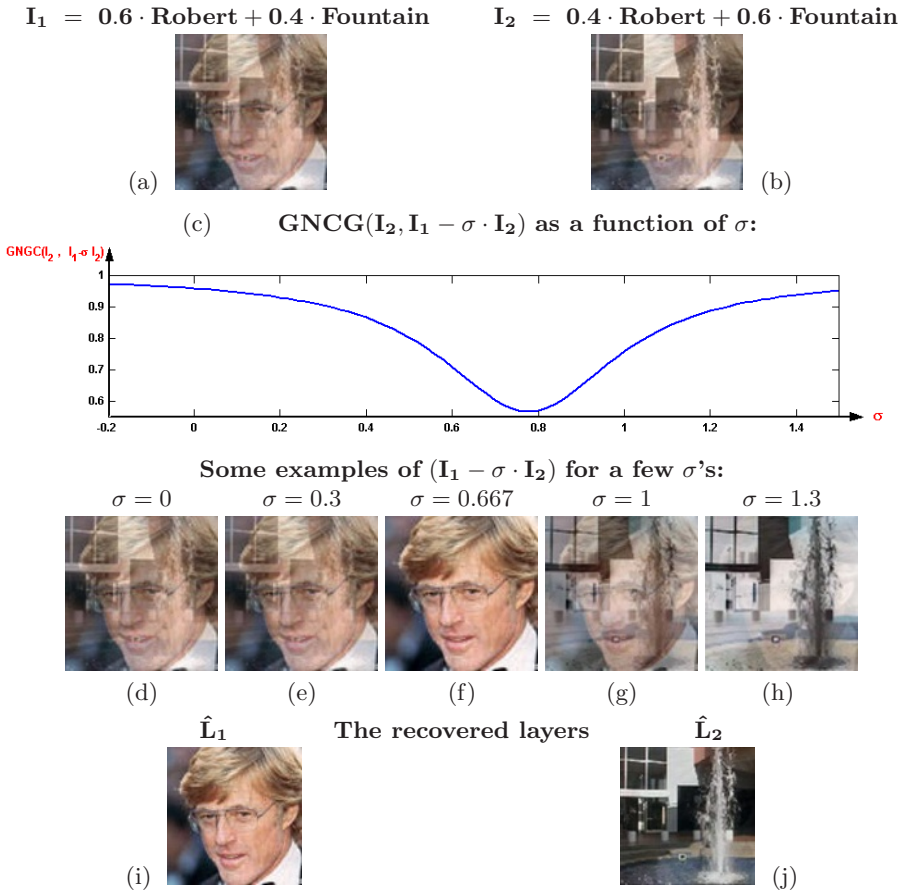 I₁ = 0.6 · Robert + 0.4 · Fountain
I₂ = 0.4 · Robert + 0.6 · Fountain
(a)
(b)
(c) GNCG(I₂, I₁ − σ · I₂) as a function of σ:
GNGC(I₂ , I₁-σ I₂)
1
0.9
0.8
0.7
0.6
-0.2 0 0.2 0.4 0.6 0.8 1 1.2 1.4 σ
Some examples of (I₁ − σ · I₂) for a few σ's:
σ = 0 σ = 0.3 σ = 0.667 σ = 1 σ = 1.3
(d) (e) (f) (g) (h)
L̂₁ The recovered layers L̂₂
(i) (j)